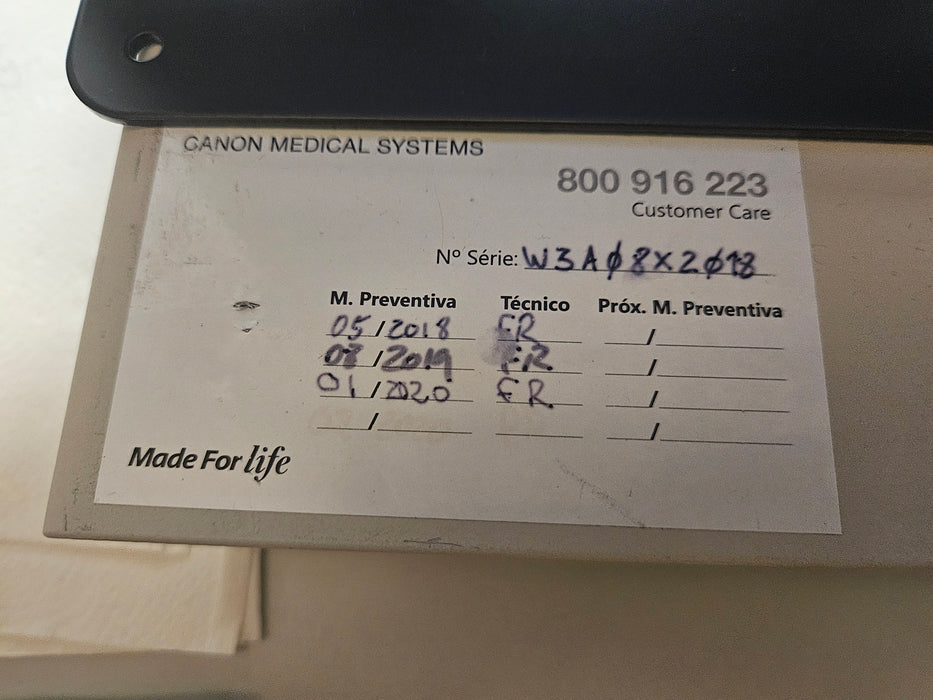 CANON MEDICAL SYSTEMS
800 916 223
Customer Care
Nº Série: W3AØ8X2Ø18
M. Preventiva Técnico Próx. M. Preventiva
05/2018 FR /
08/2019 FR. /
01/2020 FR. /
/ /
Made For life